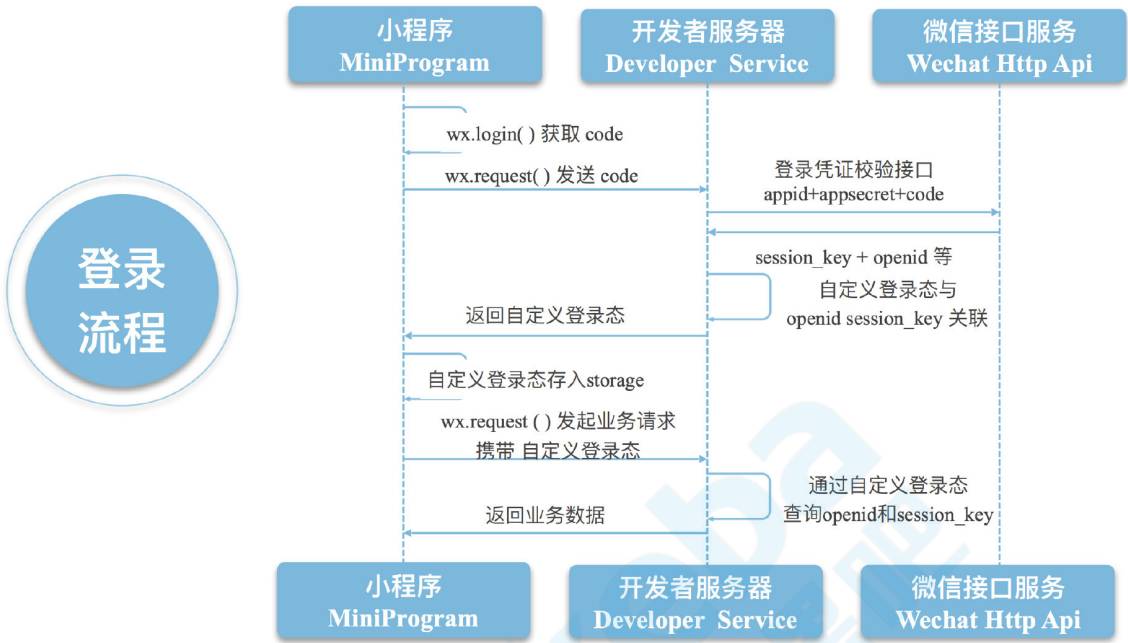 小程序
MiniProgram
开发者服务器
Developer Service
微信接口服务
Wechat Http Api
wx.login( ) 获取 code
wx.request( ) 发送 code
登录凭证校验接口
appid+appsecret+code
session_key + openid 等
自定义登录态与
openid session_key 关联
返回自定义登录态
自定义登录态存入storage
wx.request ( ) 发起业务请求
携带 自定义登录态
通过自定义登录态
查询openid和session_key
返回业务数据
登录
流程
小程序
MiniProgram
开发者服务器
Developer Service
微信接口服务
Wechat Http Api